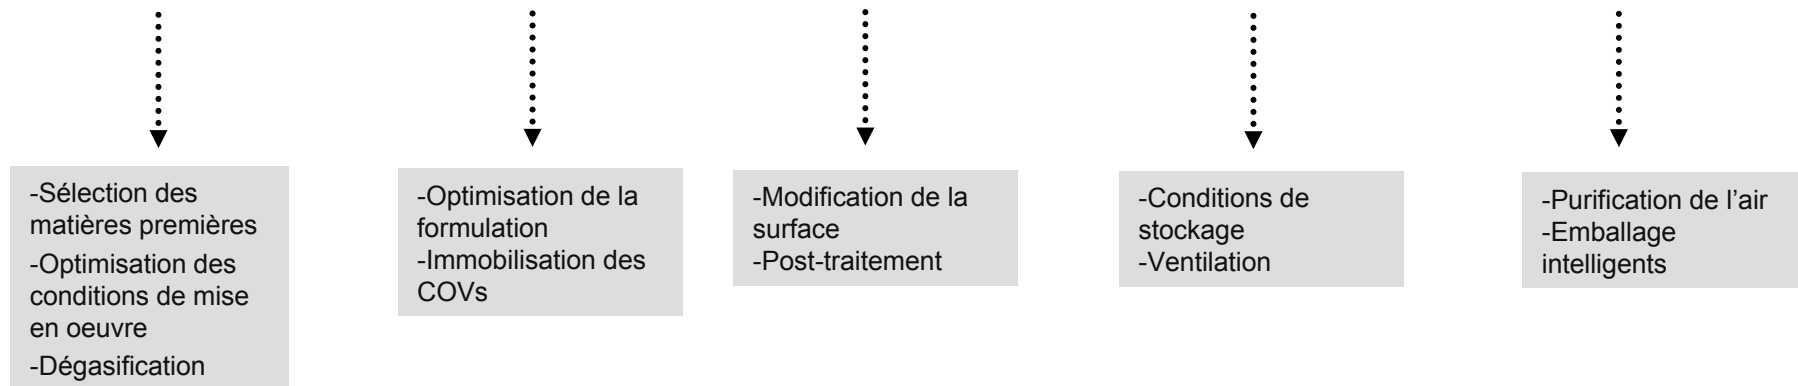 -Sélection des
matières premières
-Optimisation des
conditions de mise
en oeuvre
-Dégasification
-Optimisation de la
formulation
-Immobilisation des
COVs
-Modification de la
surface
-Post-traitement
-Conditions de
stockage
-Ventilation
-Purification de l’air
-Emballage
intelligents